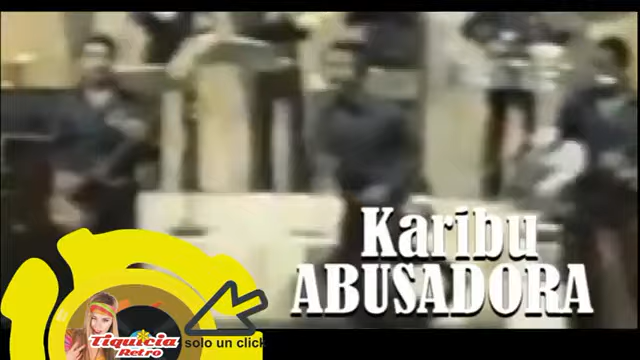 Karibu
ABUSADORA
Tiquicia
Retro
solo un click